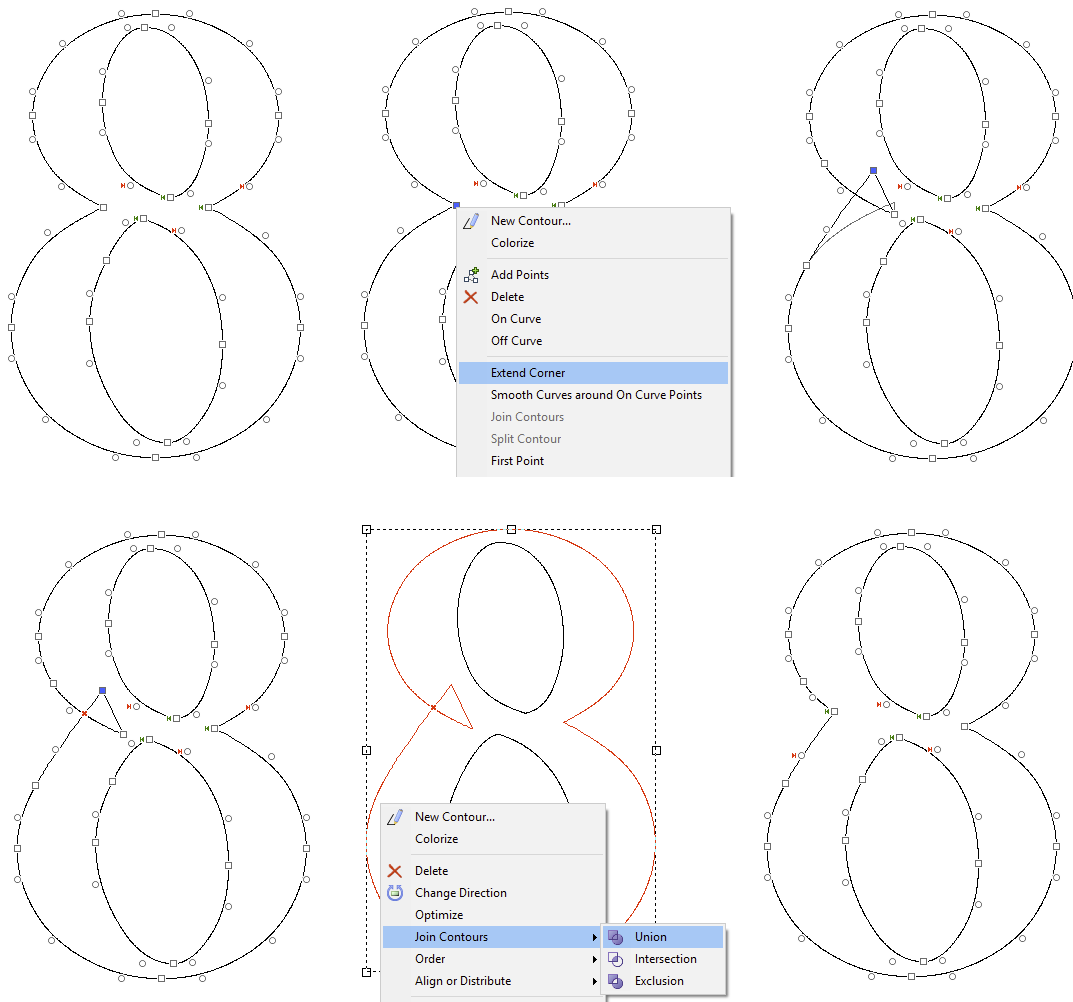 New Contour...
Colorize
Add Points
Delete
On Curve
Off Curve
Extend Corner
Smooth Curves around On Curve Points
Join Contours
Split Contour
First Point
New Contour...
Colorize
Delete
Change Direction
Optimize
Join Contours
Order
Align or Distribute
Union
Intersection
Exclusion